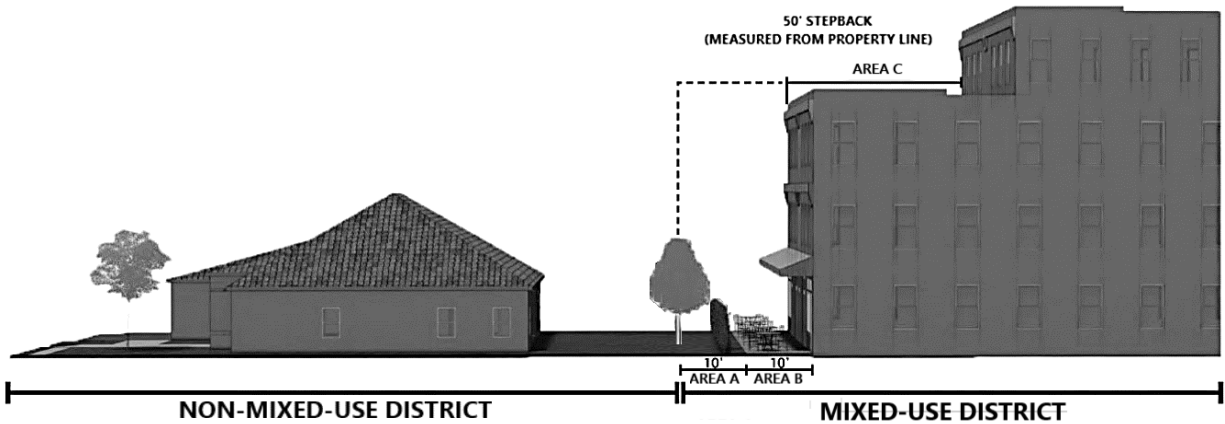 50' STEPBACK
(MEASURED FROM PROPERTY LINE)
AREA C
10' 10'
AREA A AREA B
NON-MIXED-USE DISTRICT MIXED-USE DISTRICT